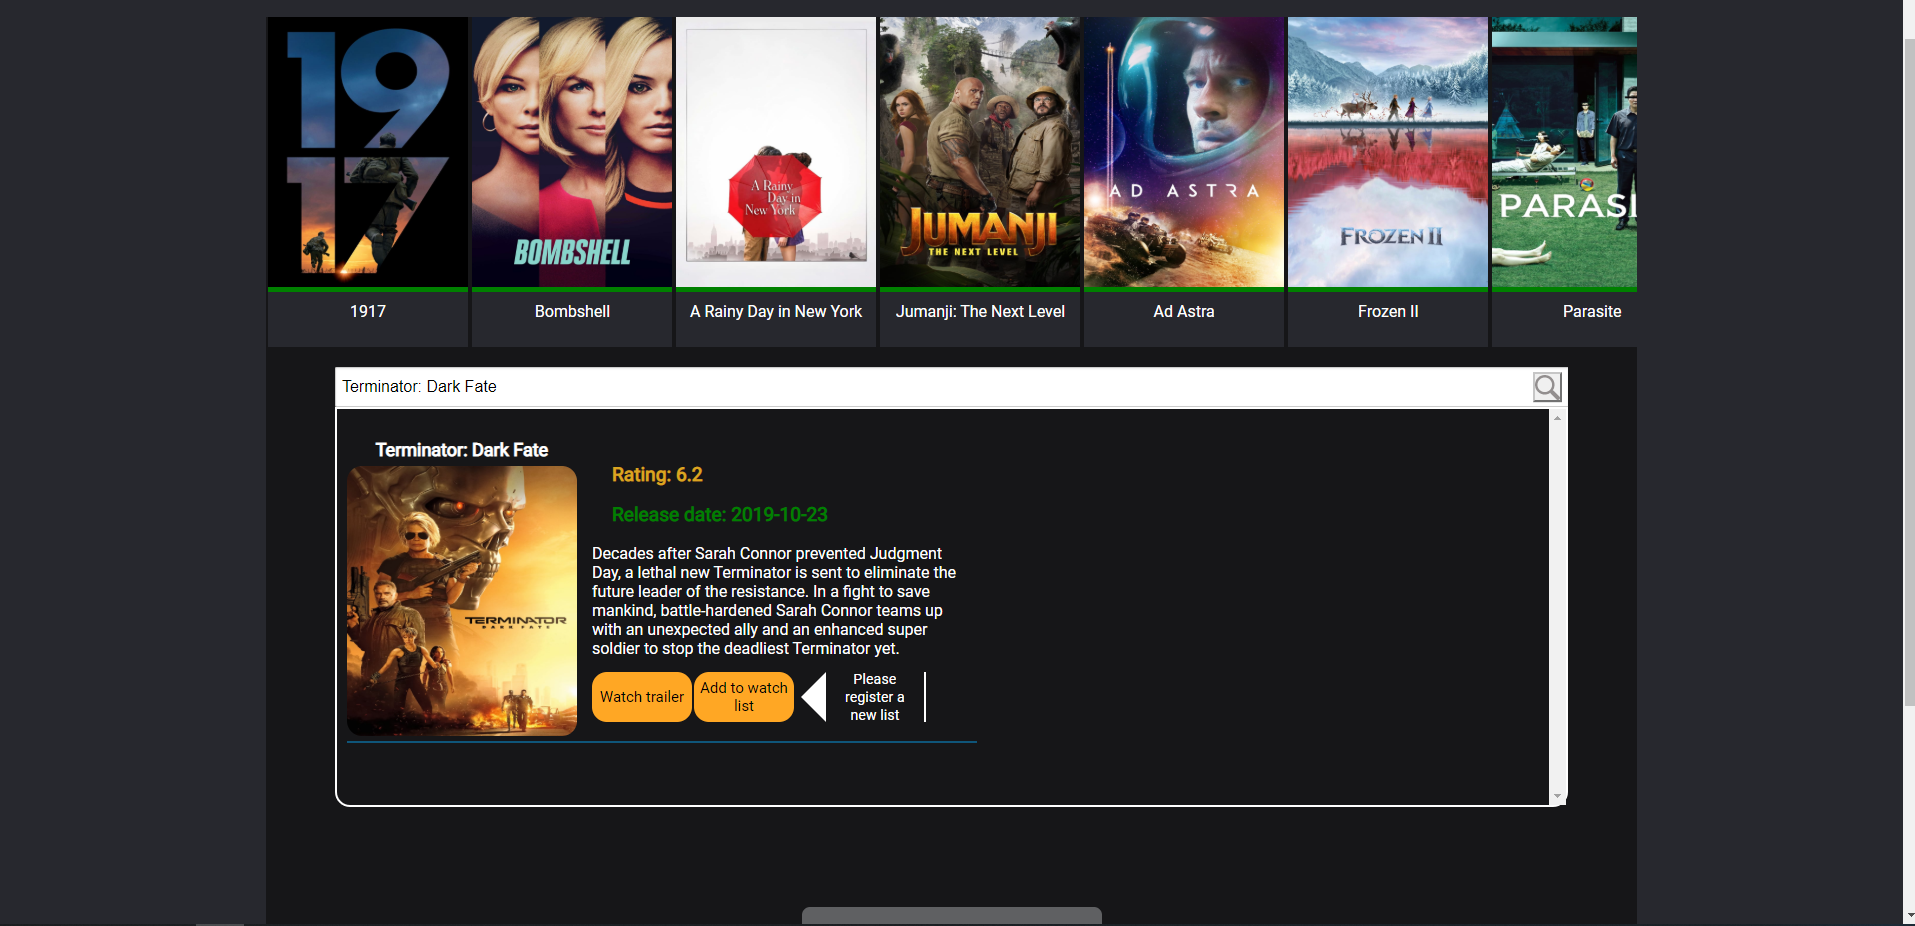 19
17
BOMBSHELL
A Rainy
Day in
New York
JUMANJI
THE NEXT LEVEL
AD ASTRA
FROZEN II
PARASI
1917
Bombshell
A Rainy Day in New York
Jumanji: The Next Level
Ad Astra
Frozen II
Parasite
Terminator: Dark Fate
Terminator: Dark Fate
TERMINATOR
DARK FATE
Rating: 6.2
Release date: 2019-10-23
Decades after Sarah Connor prevented Judgment
Day, a lethal new Terminator is sent to eliminate the
future leader of the resistance. In a fight to save
mankind, battle-hardened Sarah Connor teams up
with an unexpected ally and an enhanced super
soldier to stop the deadliest Terminator yet.
Watch trailer
Add to watch
list
Please
register a
new list